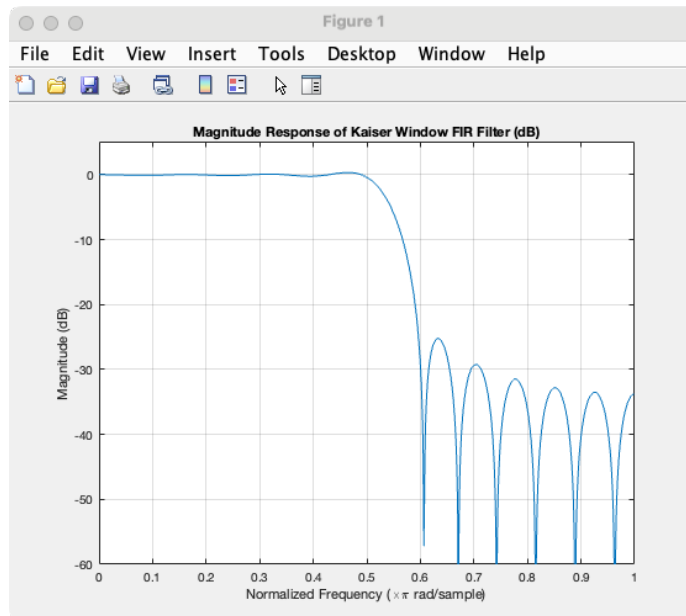 Figure 1
File Edit View Insert Tools Desktop Window Help
Magnitude Response of Kaiser Window FIR Filter (dB)
0
-10
-20
-30
-40
-50
-60
Magnitude (dB)
0 0.1 0.2 0.3 0.4 0.5 0.6 0.7 0.8 0.9 1
Normalized Frequency (×π rad/sample)